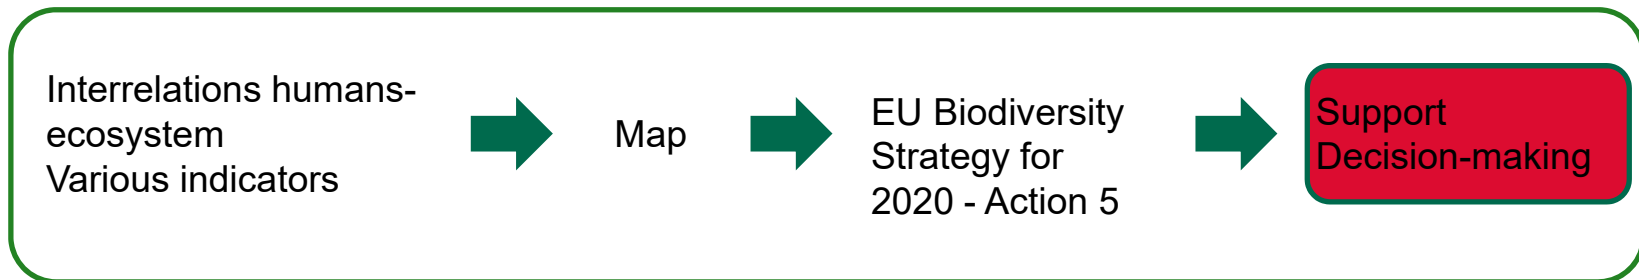 Interrelations humans-
ecosystem
Various indicators
Map
EU Biodiversity
Strategy for
2020 - Action 5
Support
Decision-making